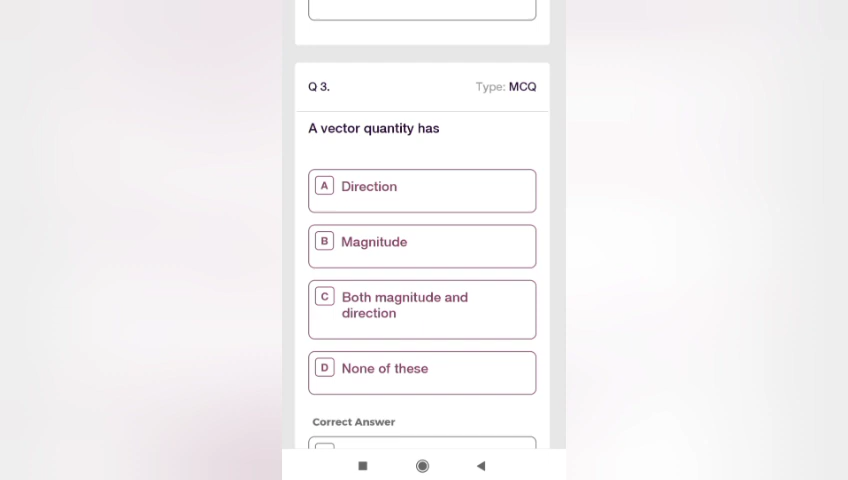 Q 3. Type: MCQ
A vector quantity has
A Direction
B Magnitude
C Both magnitude and
direction
D None of these
Correct Answer